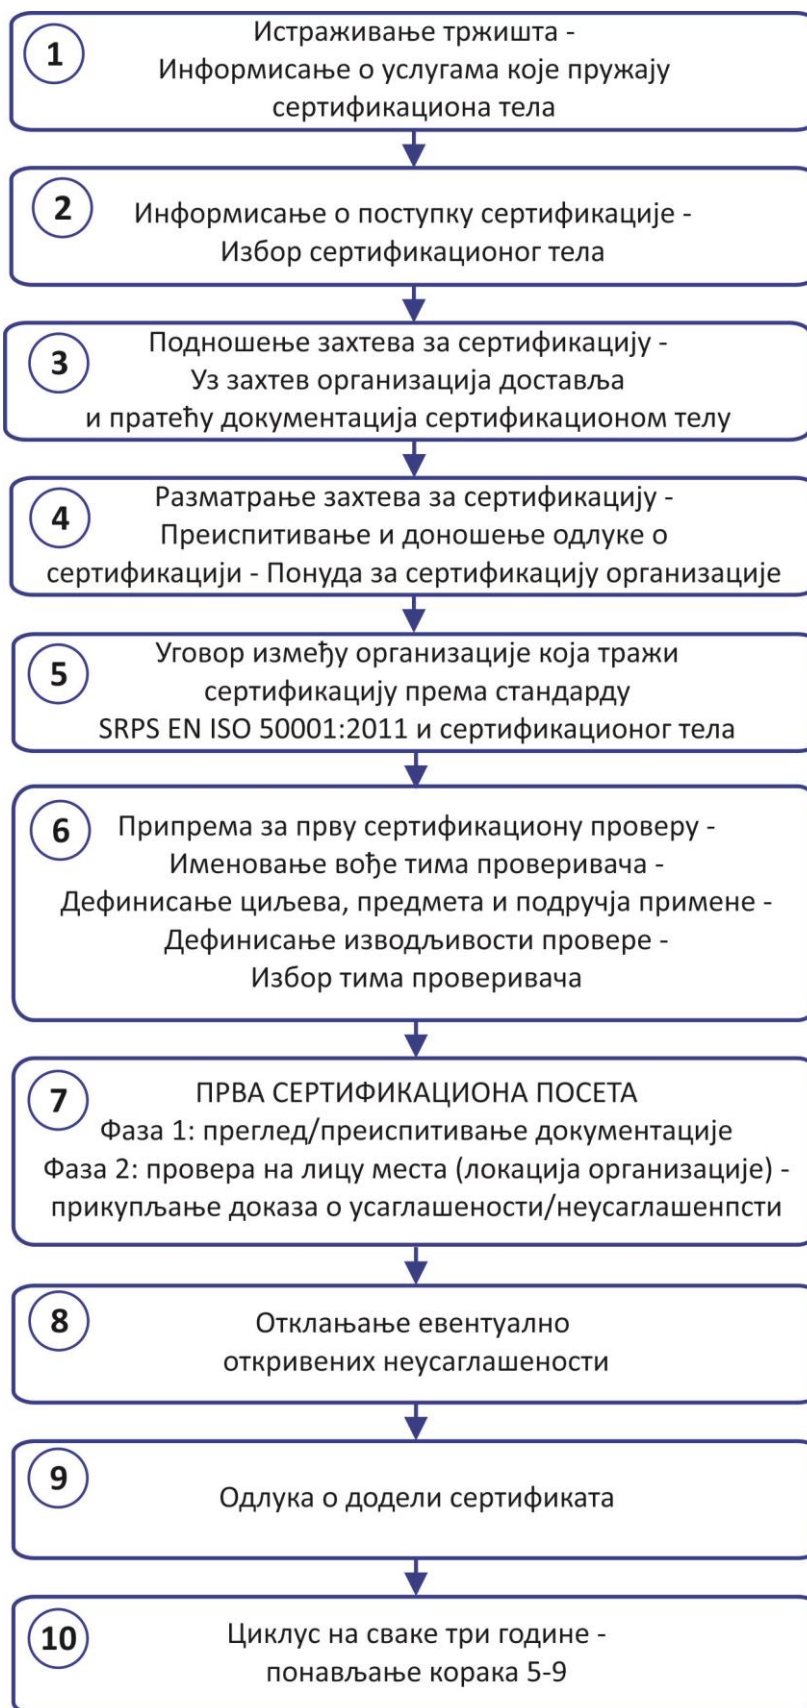 1
Истраживање тржишта -
Информисање о услугама које пружају
сертификациона тела
2
Информисање о поступку сертификације -
Избор сертификационог тела
3
Подношење захтева за сертификацију -
Уз захтев организација доставља
и пратећу документација сертификационом телу
4
Разматрање захтева за сертификацију -
Преиспитивање и доношење одлуке о
сертификацији - Понуда за сертификацију организације
5
Уговор између организације која тражи
сертификацију према стандарду
SRPS EN ISO 50001:2011 и сертификационог тела
6
Припрема за прву сертификациону проверу -
Именовање вође тима проверивача -
Дефинисање циљева, предмета и подручја примене -
Дефинисање изводљивости провере -
Избор тима проверивача
7
ПРВА СЕРТИФИКАЦИОНА ПОСЕТА
Фаза 1: преглед/преиспитивање документације
Фаза 2: провера на лицу места (локација организације) -
прикупљање доказа о усаглашености/неусаглашенпсти
8
Отклањање евентуално
откривених неусаглашености
9
Одлука о додели сертификата
10
Циклус на сваке три године -
понављање корака 5-9